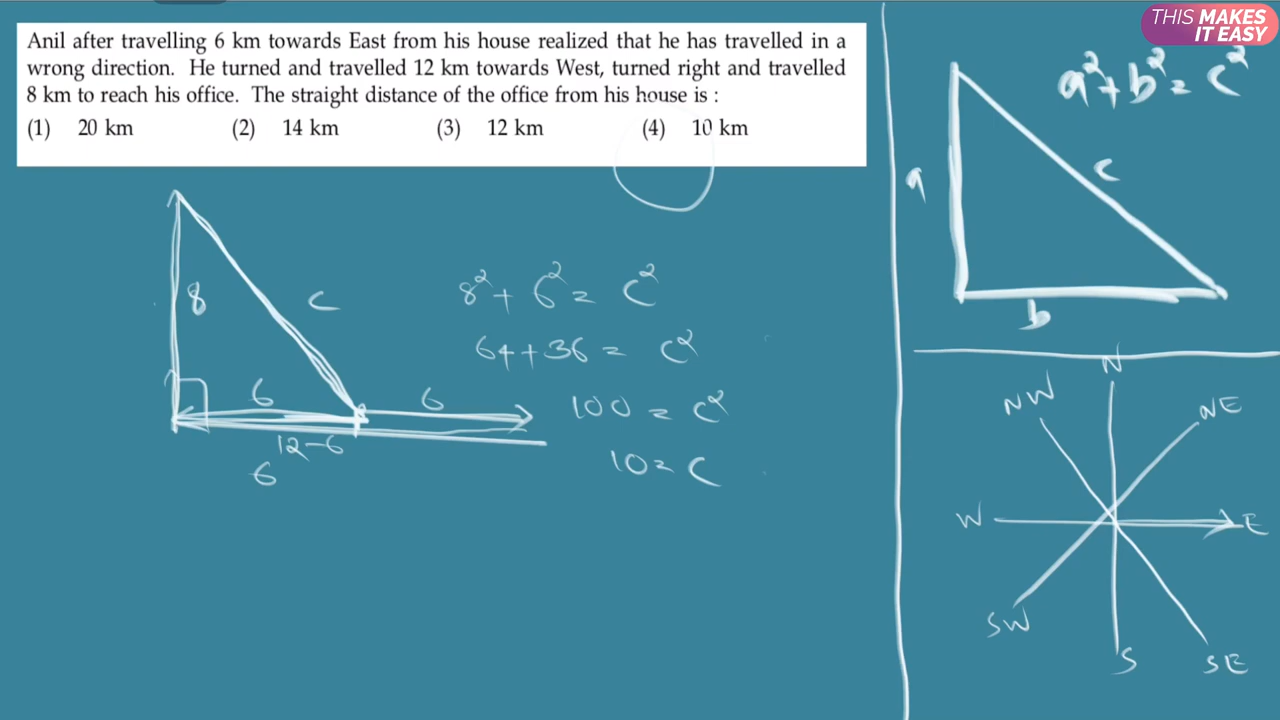 THIS MAKES
IT EASY
Anil after travelling 6 km towards East from his house realized that he has travelled in a
wrong direction. He turned and travelled 12 km towards West, turned right and travelled
8 km to reach his office. The straight distance of the office from his house is :
(1) 20 km (2) 14 km (3) 12 km (4) 10 km
a² + b² = c²
a
c
b
8
c
6
6
12-6
6
8² + 6² = c²
64 + 36 = c²
100 = c²
10 = c
N
NW
NE
W
E
SW
S
SE